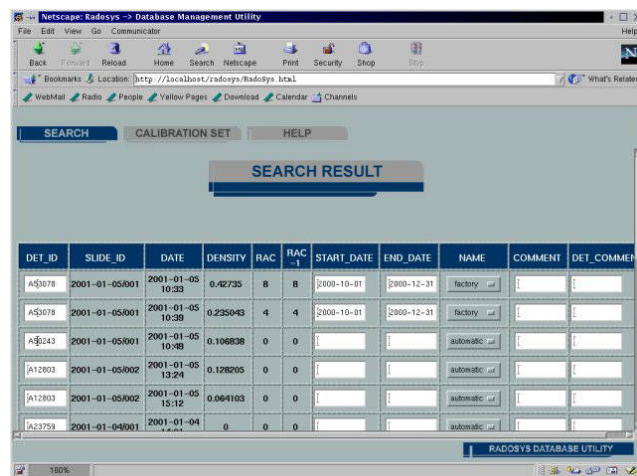 Netscape: Radosys -> Database Management Utility
File Edit View Go Communicator Help
Back Forward Reload Home Search Netscape Print Security Shop Stop
Bookmarks Location: http://localhost/radosys/RadoSys.html What's Related
WebMail Radio People Yellow Pages Download Calendar Channels
SEARCH CALIBRATION SET HELP
SEARCH RESULT
DET_ID SLIDE_ID DATE DENSITY RAC RAC-1 START_DATE END_DATE NAME COMMENT DET_COMMEN
2001-01-05/001 2001-01-05 10:33 0.42735 8 8 2000-10-01 2000-12-31 factory
2001-01-05/001 2001-01-05 10:39 0.235043 4 4 2000-10-01 2000-12-31 factory
2001-01-05/001 2001-01-05 10:48 0.106838 0 0 automatic
A12803 2001-01-05/002 2001-01-05 13:24 0.128205 0 0 automatic
A12803 2001-01-05/002 2001-01-05 15:12 0.064103 0 0 automatic
A23759 2001-01-04/001 2001-01-04 0 0 0 automatic
RADOSYS DATABASE UTILITY
100%